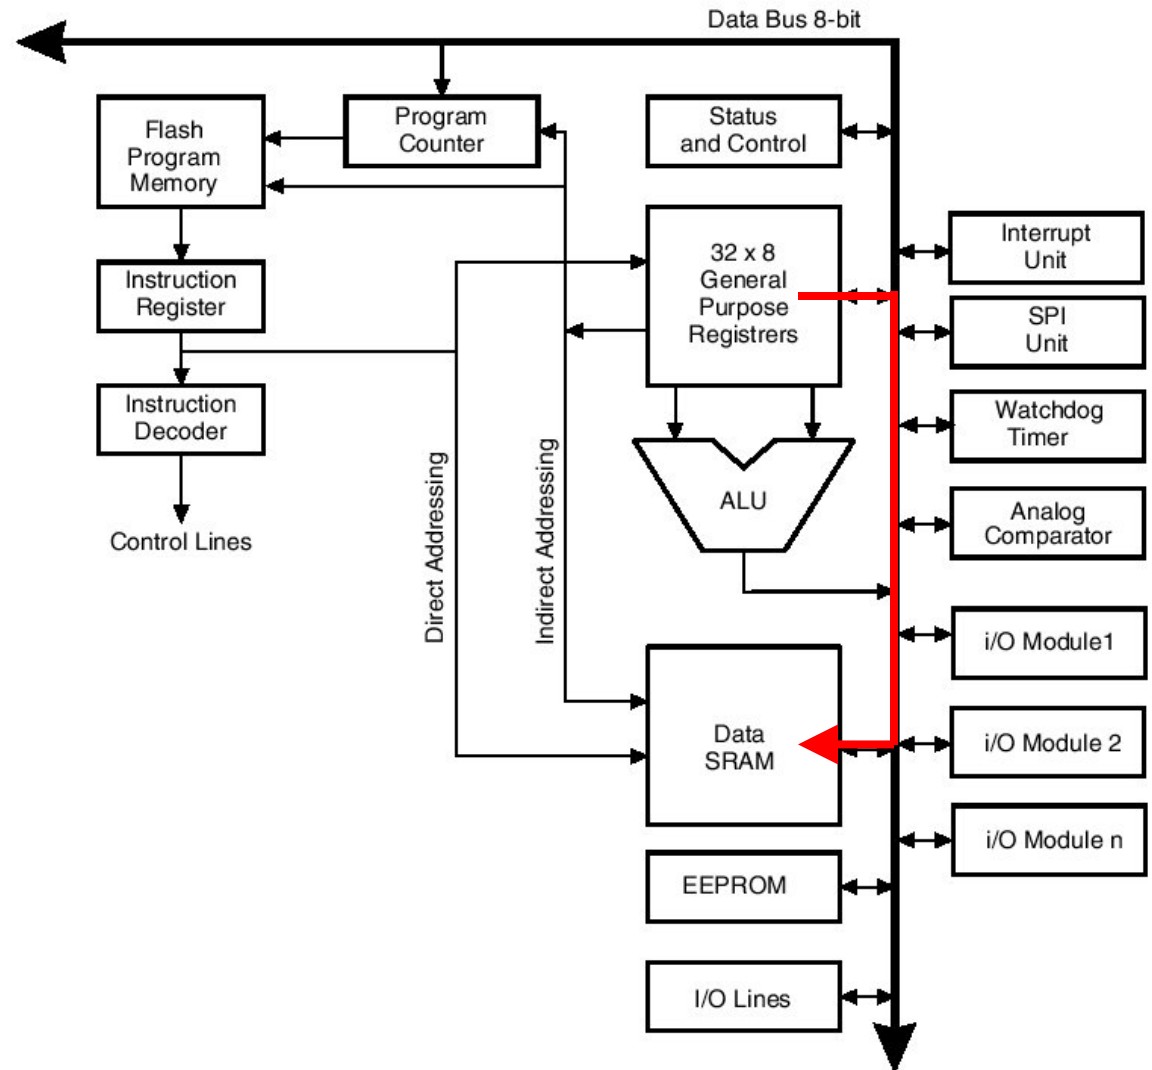 Data Bus 8-bit
Flash
Program
Memory
Program
Counter
Status
and Control
32 x 8
General
Purpose
Registrers
Interrupt
Unit
Instruction
Register
SPI
Unit
Instruction
Decoder
Watchdog
Timer
Direct Addressing
Indirect Addressing
ALU
Analog
Comparator
Control Lines
i/O Module1
Data
SRAM
i/O Module 2
i/O Module n
EEPROM
I/O Lines